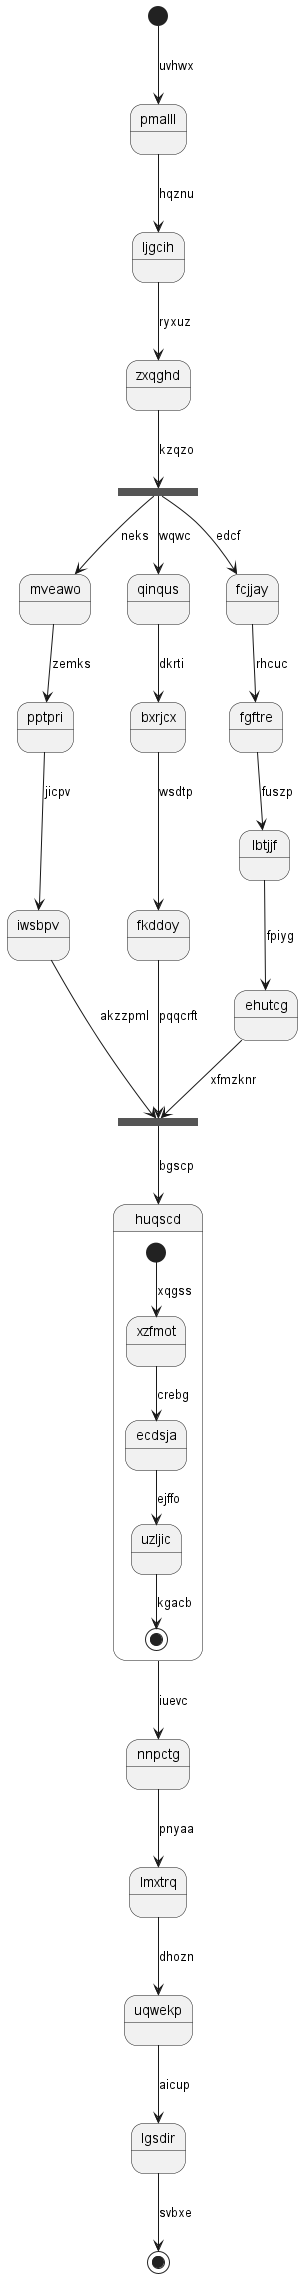 uvhwx
pmalll
hqznu
ljgcih
ryxuz
zxqghd
kzqzo
neks wqwc edcf
mveawo qinqus fcjjay
zemks dkrti rhcuc
pptpri bxrjcx fgftre
jicpv wsdtp fuszp
lbtjjf
iwsbpv fkddoy fpiyg
ehutcg
akzzpml pqqcrft
xfmzknr
bgscp
huqscd
xqgss
xzfmot
crebg
ecdsja
ejffo
uzljic
kgacb
iuevc
nnpctg
pnyaa
lmxtrq
dhozn
uqwekp
aicup
lgsdir
svbxe